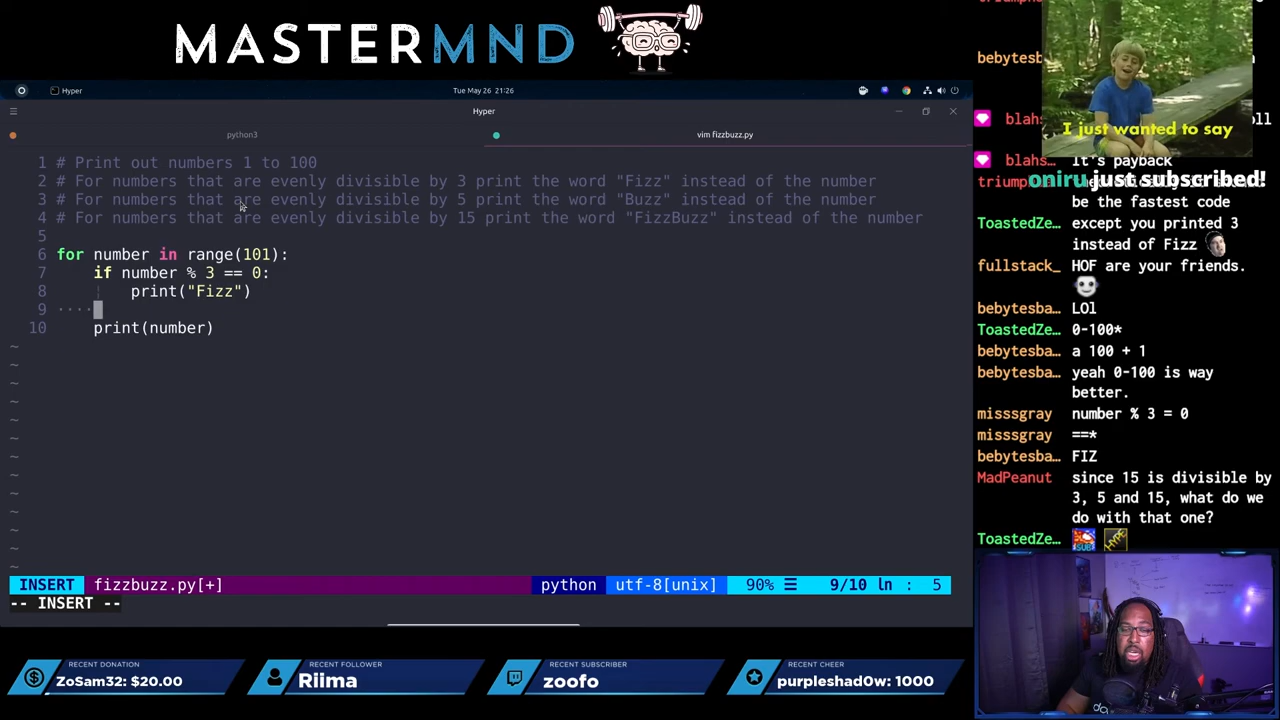 MASTERMND
Hyper
Tue May 26 21:26
Hyper
python3
vim fizzbuzz.py
1 # Print out numbers 1 to 100
2 # For numbers that are evenly divisible by 3 print the word "Fizz" instead of the number
3 # For numbers that are evenly divisible by 5 print the word "Buzz" instead of the number
4 # For numbers that are evenly divisible by 15 print the word "FizzBuzz" instead of the number
5
6 for number in range(101):
7 if number % 3 == 0:
8 print("Fizz")
9 ····
10 print(number)
~
~
~
~
~
~
~
~
~
~
~
~
~
INSERT fizzbuzz.py[+] python utf-8[unix] 90% ☰ 9/10 ln : 5
-- INSERT --
bebytesb
I just wanted to say
blahs
blahs… It's payback
oniru just subscribed!
be the fastest code
ToastedZe… except you printed 3
instead of Fizz
fullstack_ HOF are your friends.
bebytesba… LOl
ToastedZe… 0-100*
bebytesba… a 100 + 1
bebytesba… yeah 0-100 is way
better.
misssgray number % 3 = 0
misssgray ==*
bebytesba… FIZ
MadPeanut since 15 is divisible by
3, 5 and 15, what do we
do with that one?
ToastedZe… SUB HYPE
RECENT DONATION
ZoSam32: $20.00
RECENT FOLLOWER
Riima
RECENT SUBSCRIBER
zoofo
RECENT CHEER
purpleshad0w: 1000